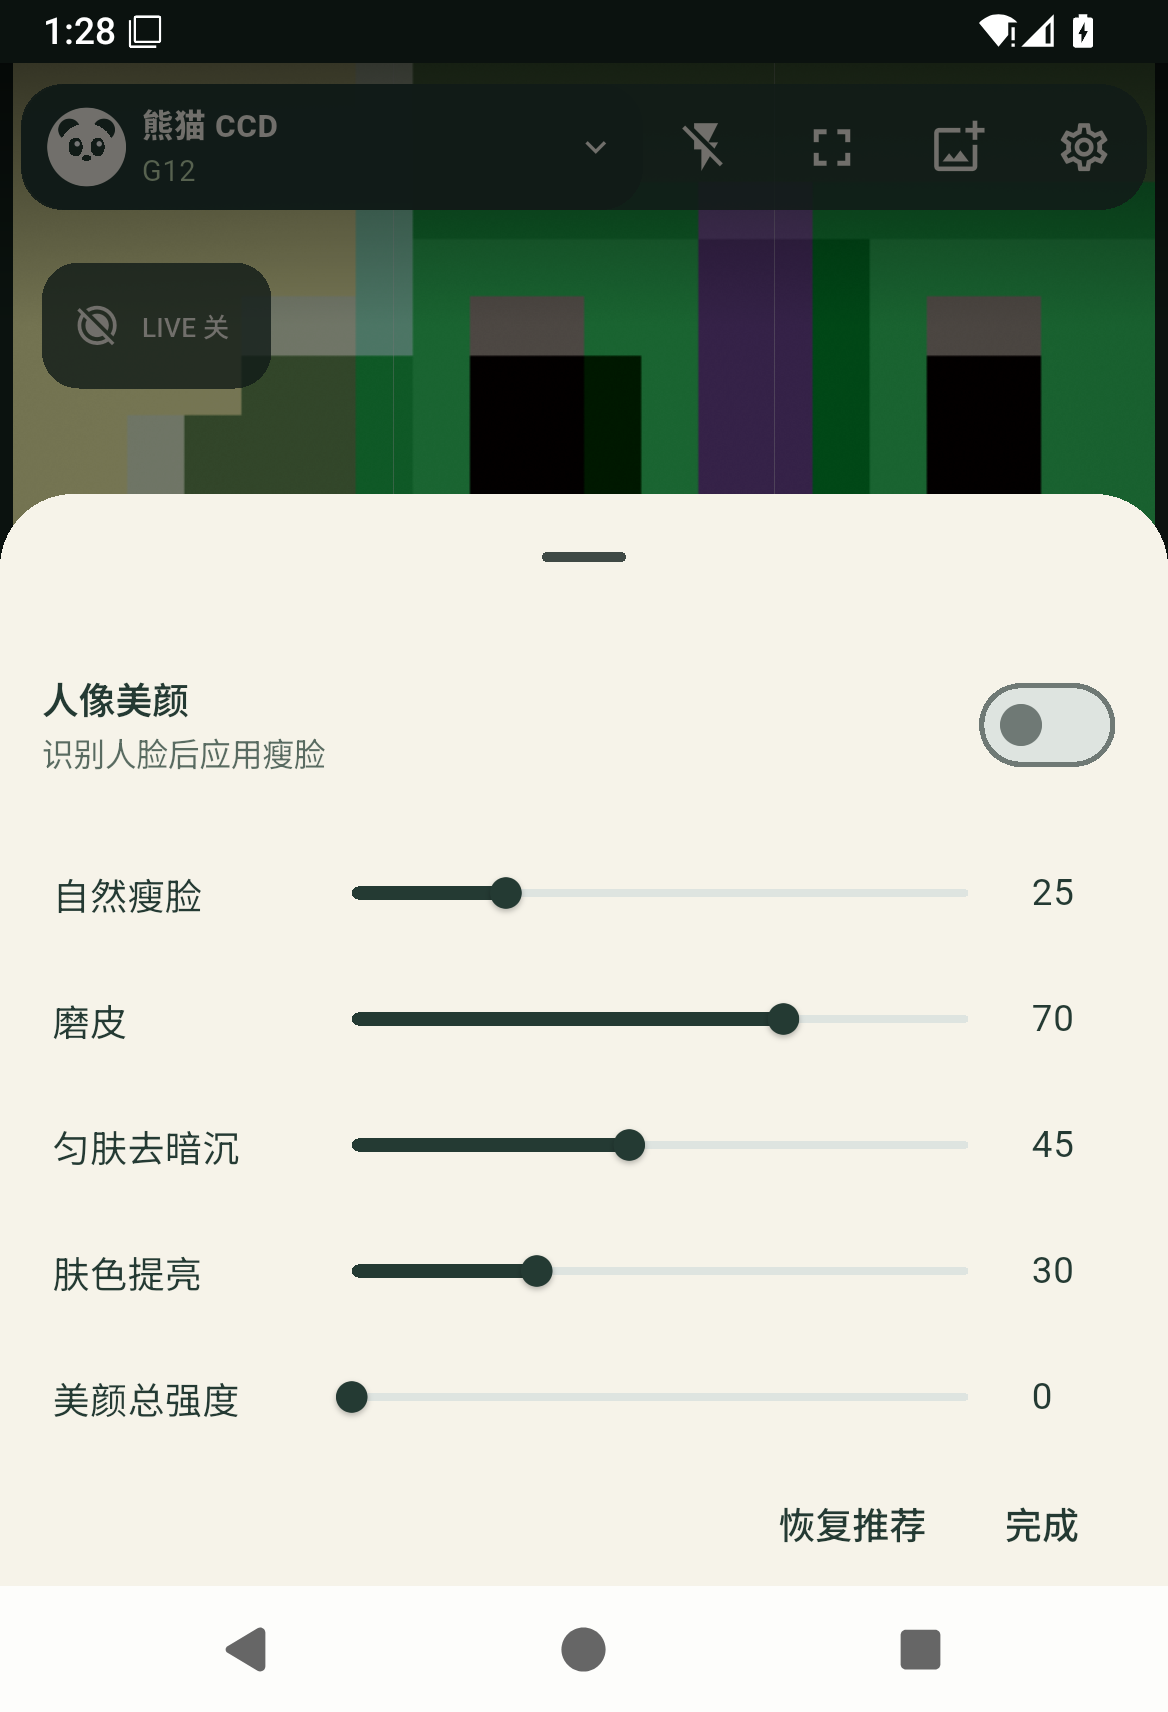 1:28
熊猫 CCD
G12
LIVE 关
人像美颜
识别人脸后应用瘦脸
自然瘦脸 25
磨皮 70
匀肤去暗沉 45
肤色提亮 30
美颜总强度 0
恢复推荐 完成